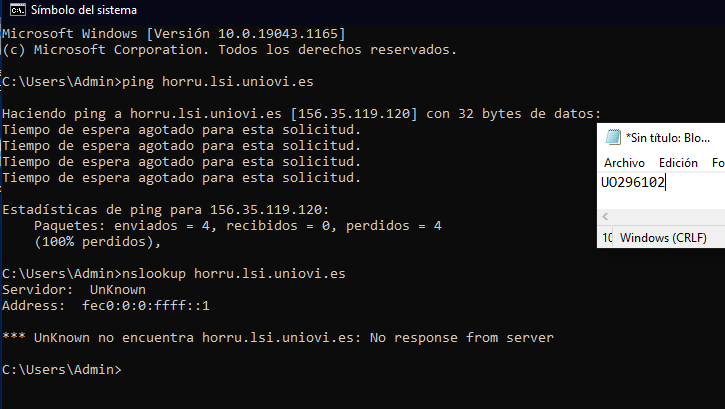 Símbolo del sistema
Microsoft Windows [Versión 10.0.19043.1165]
(c) Microsoft Corporation. Todos los derechos reservados.
C:\Users\Admin>ping horru.lsi.uniovi.es
Haciendo ping a horru.lsi.uniovi.es [156.35.119.120] con 32 bytes de datos:
Tiempo de espera agotado para esta solicitud.
Tiempo de espera agotado para esta solicitud.
Tiempo de espera agotado para esta solicitud.
Tiempo de espera agotado para esta solicitud.
Estadísticas de ping para 156.35.119.120:
    Paquetes: enviados = 4, recibidos = 0, perdidos = 4
    (100% perdidos),
C:\Users\Admin>nslookup horru.lsi.uniovi.es
Servidor:  UnKnown
Address:  fec0:0:0:ffff::1
*** UnKnown no encuentra horru.lsi.uniovi.es: No response from server
C:\Users\Admin>
*Sin título: Blo...
Archivo Edición Fo
UO296102
10 Windows (CRLF)